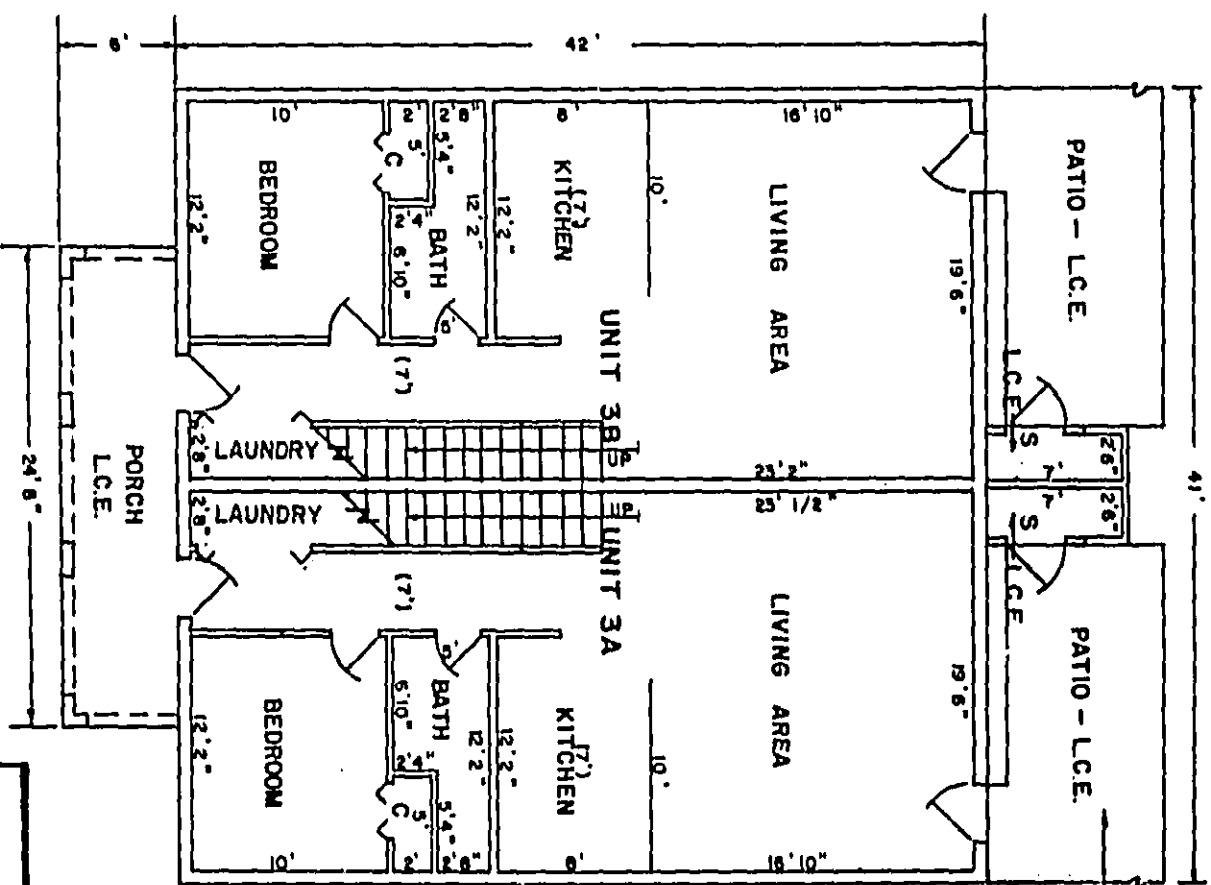 6'
42'
10'
2'
2'8"
8'
16'10"
5'
5'4"
C
BEDROOM
12'2"
2'4"
6'10"
BATH
12'2"
12'2"
KITCHEN
(7')
10'
LIVING AREA
19'6"
PATIO - L.C.E.
5'
(7')
UNIT 3B
L.C.E.
S
2'6"
7'
LAUNDRY
2'8"
UP
23'2"
41'
PORCH
L.C.E.
24'8"
LAUNDRY
2'8"
UP
23' 1/2"
7'
2'6"
S
L.C.E.
(7')
UNIT 3A
LIVING AREA
19'6"
PATIO - L.C.E.
5'
BATH
6'10"
2'4"
12'2"
12'2"
KITCHEN
(7')
10'
BEDROOM
12'2"
C
5'
5'4"
10'
2'
2'8"
8'
16'10"